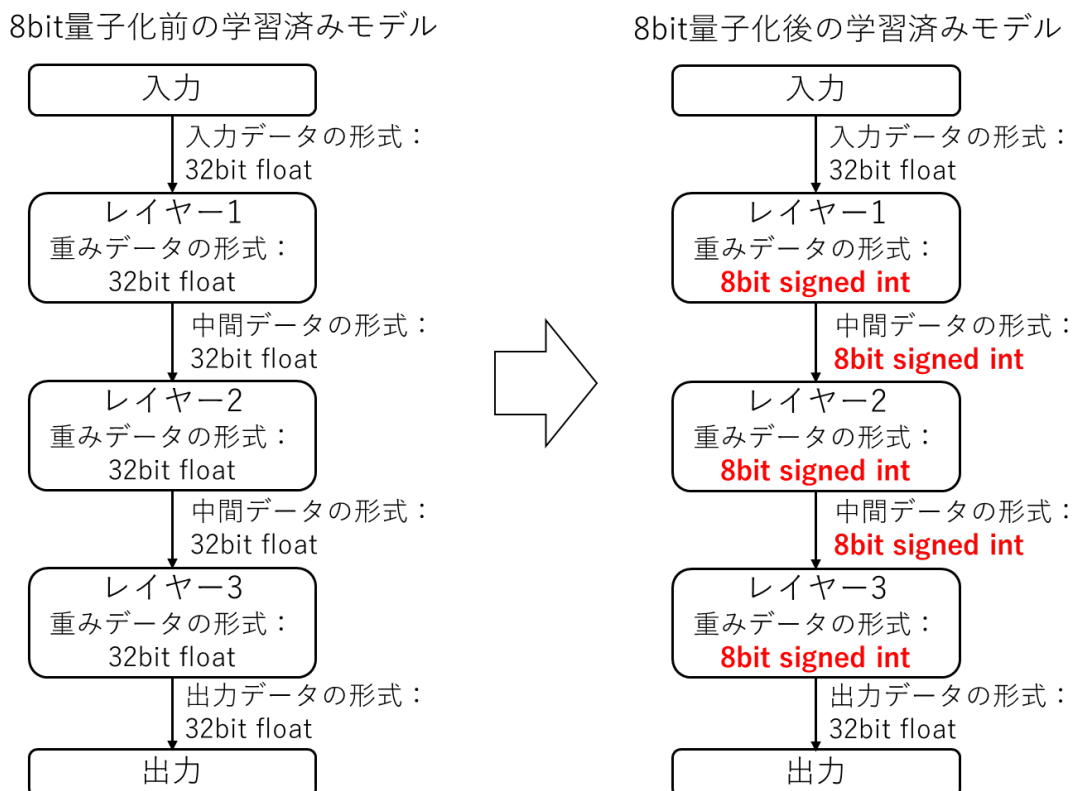 8bit量子化前の学習済みモデル
入力
入力データの形式：
32bit float
レイヤー1
重みデータの形式：
32bit float
中間データの形式：
32bit float
レイヤー2
重みデータの形式：
32bit float
中間データの形式：
32bit float
レイヤー3
重みデータの形式：
32bit float
出力データの形式：
32bit float
出力
8bit量子化後の学習済みモデル
入力
入力データの形式：
32bit float
レイヤー1
重みデータの形式：
8bit signed int
中間データの形式：
8bit signed int
レイヤー2
重みデータの形式：
8bit signed int
中間データの形式：
8bit signed int
レイヤー3
重みデータの形式：
8bit signed int
出力データの形式：
32bit float
出力